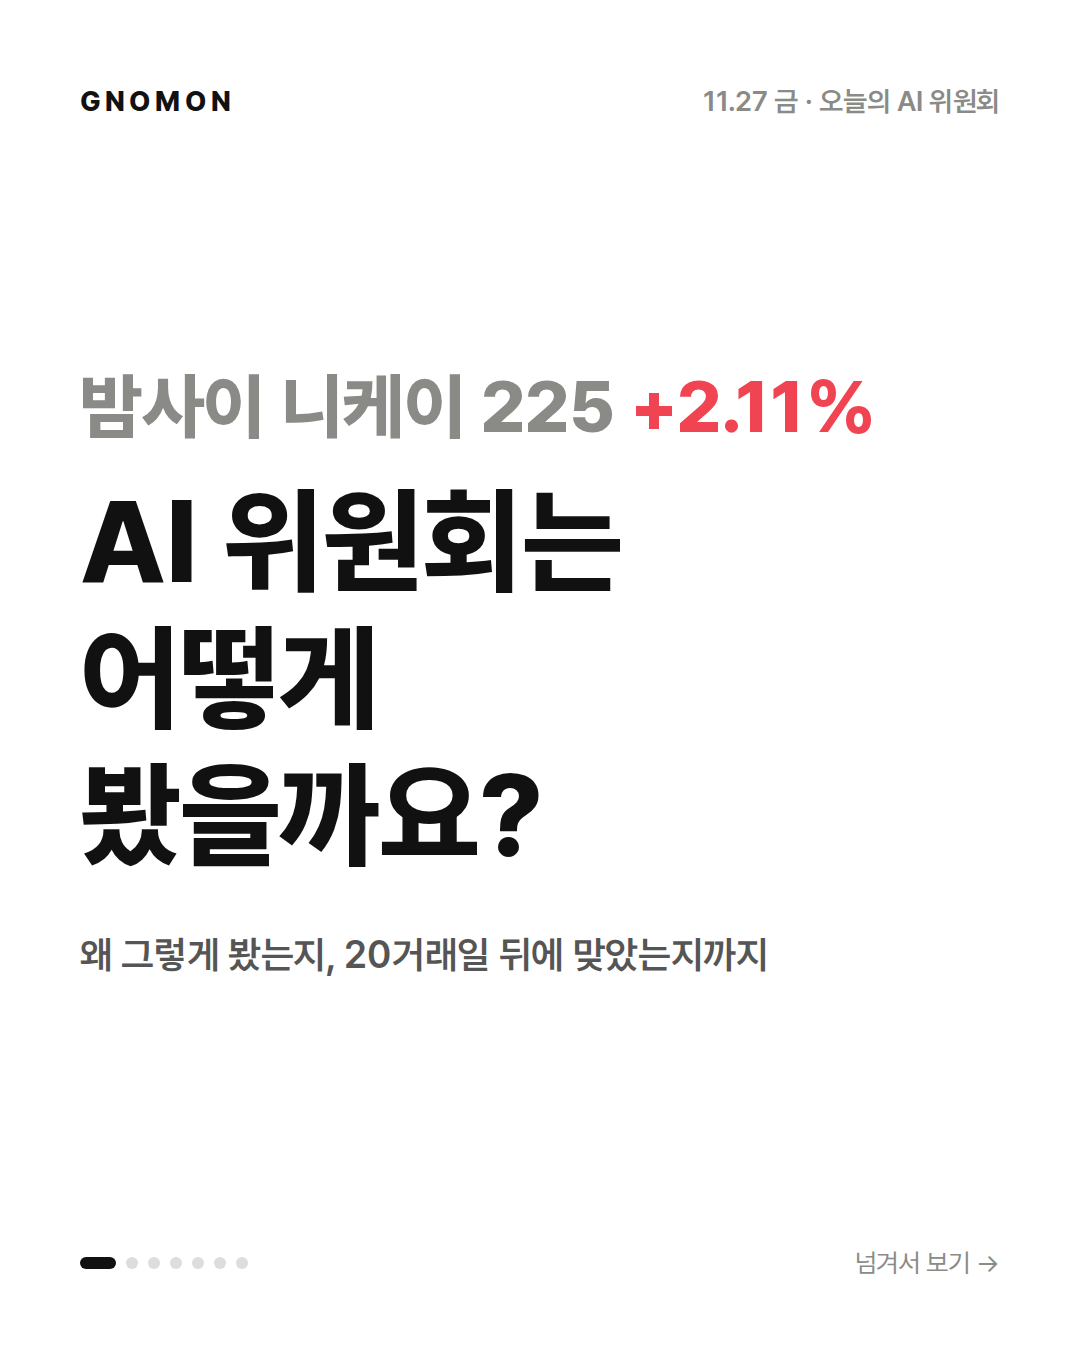 GNOMON
11.27 금 · 오늘의 AI 위원회
밤사이 니케이 225 +2.11%
AI 위원회는
어떻게
봤을까요?
왜 그렇게 봤는지, 20거래일 뒤에 맞았는지까지
넘겨서 보기 →